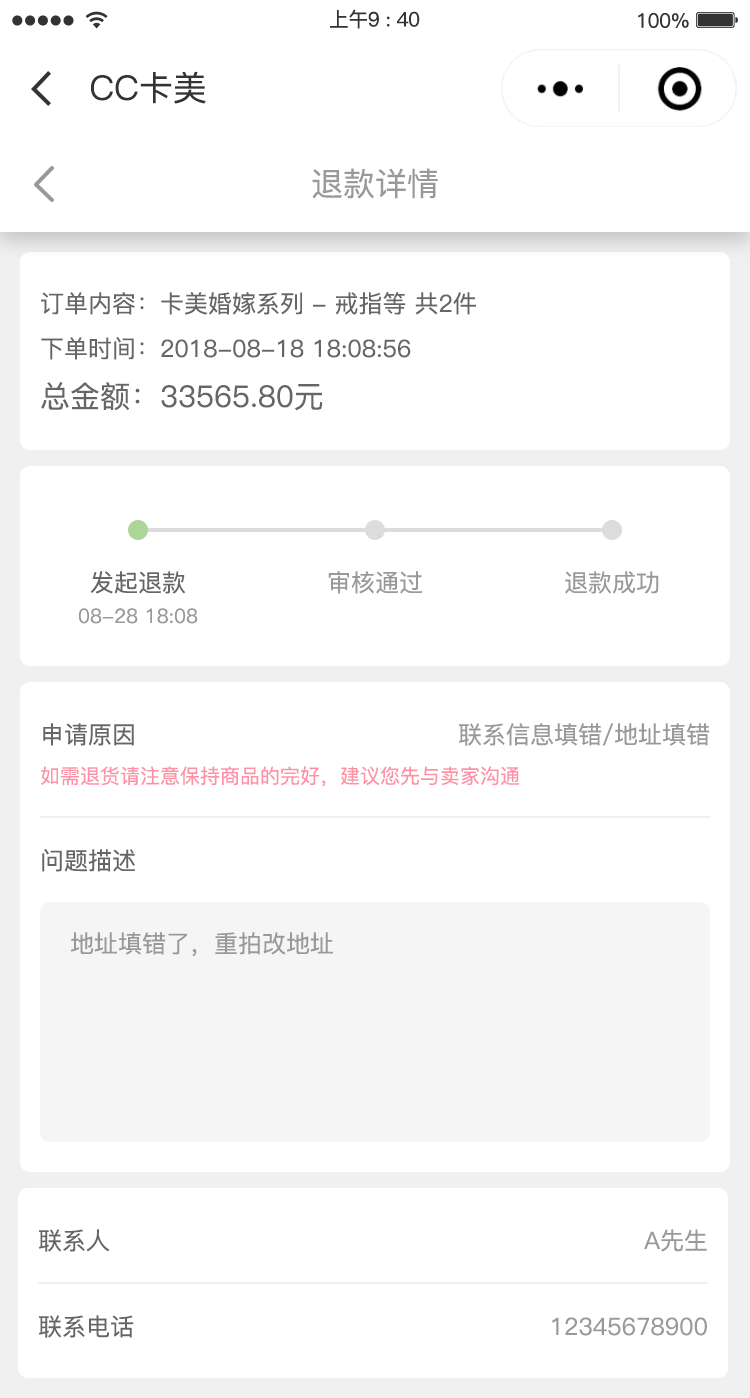 上午9 : 40
100%
CC卡美
退款详情
订单内容：卡美婚嫁系列 - 戒指等 共2件
下单时间：2018-08-18 18:08:56
总金额：33565.80元
发起退款 审核通过 退款成功
08-28 18:08
申请原因 联系信息填错/地址填错
如需退货请注意保持商品的完好，建议您先与卖家沟通
问题描述
地址填错了，重拍改地址
联系人 A先生
联系电话 12345678900